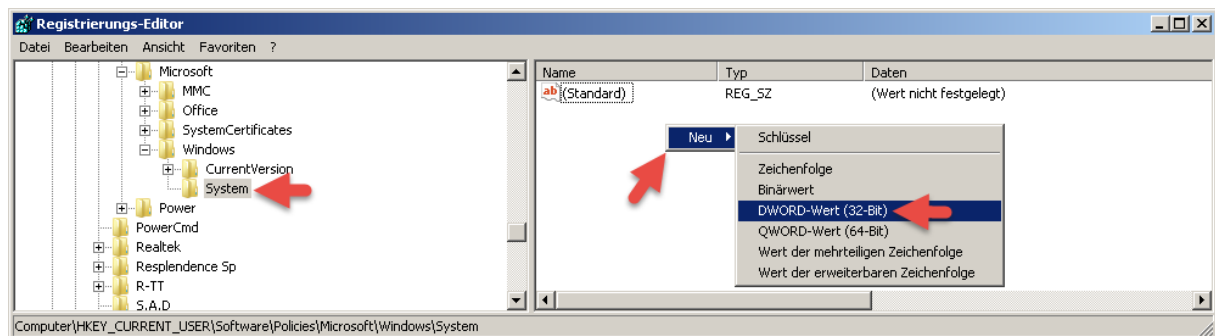 Registrierungs-Editor
Datei Bearbeiten Ansicht Favoriten ?
Microsoft
MMC
Office
SystemCertificates
Windows
CurrentVersion
System
Power
PowerCmd
Realtek
Resplendence Sp
R-TT
S.A.D
Name Typ Daten
ab (Standard) REG_SZ (Wert nicht festgelegt)
Neu
Schlüssel
Zeichenfolge
Binärwert
DWORD-Wert (32-Bit)
QWORD-Wert (64-Bit)
Wert der mehrteiligen Zeichenfolge
Wert der erweiterbaren Zeichenfolge
Computer\HKEY_CURRENT_USER\Software\Policies\Microsoft\Windows\System